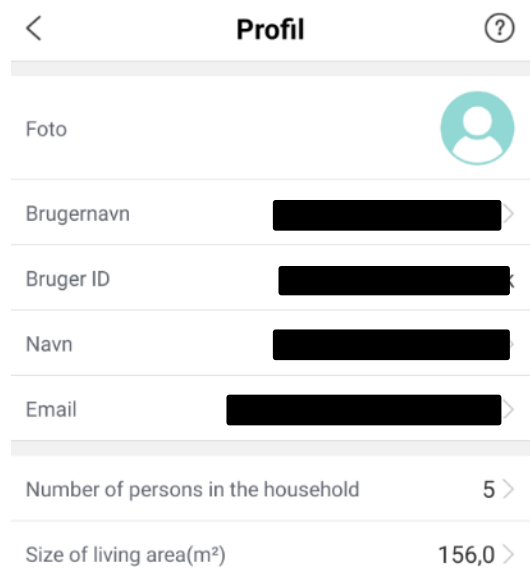 Profil
Foto
Brugernavn
Bruger ID
Navn
Email
Number of persons in the household 5
Size of living area(m²) 156,0